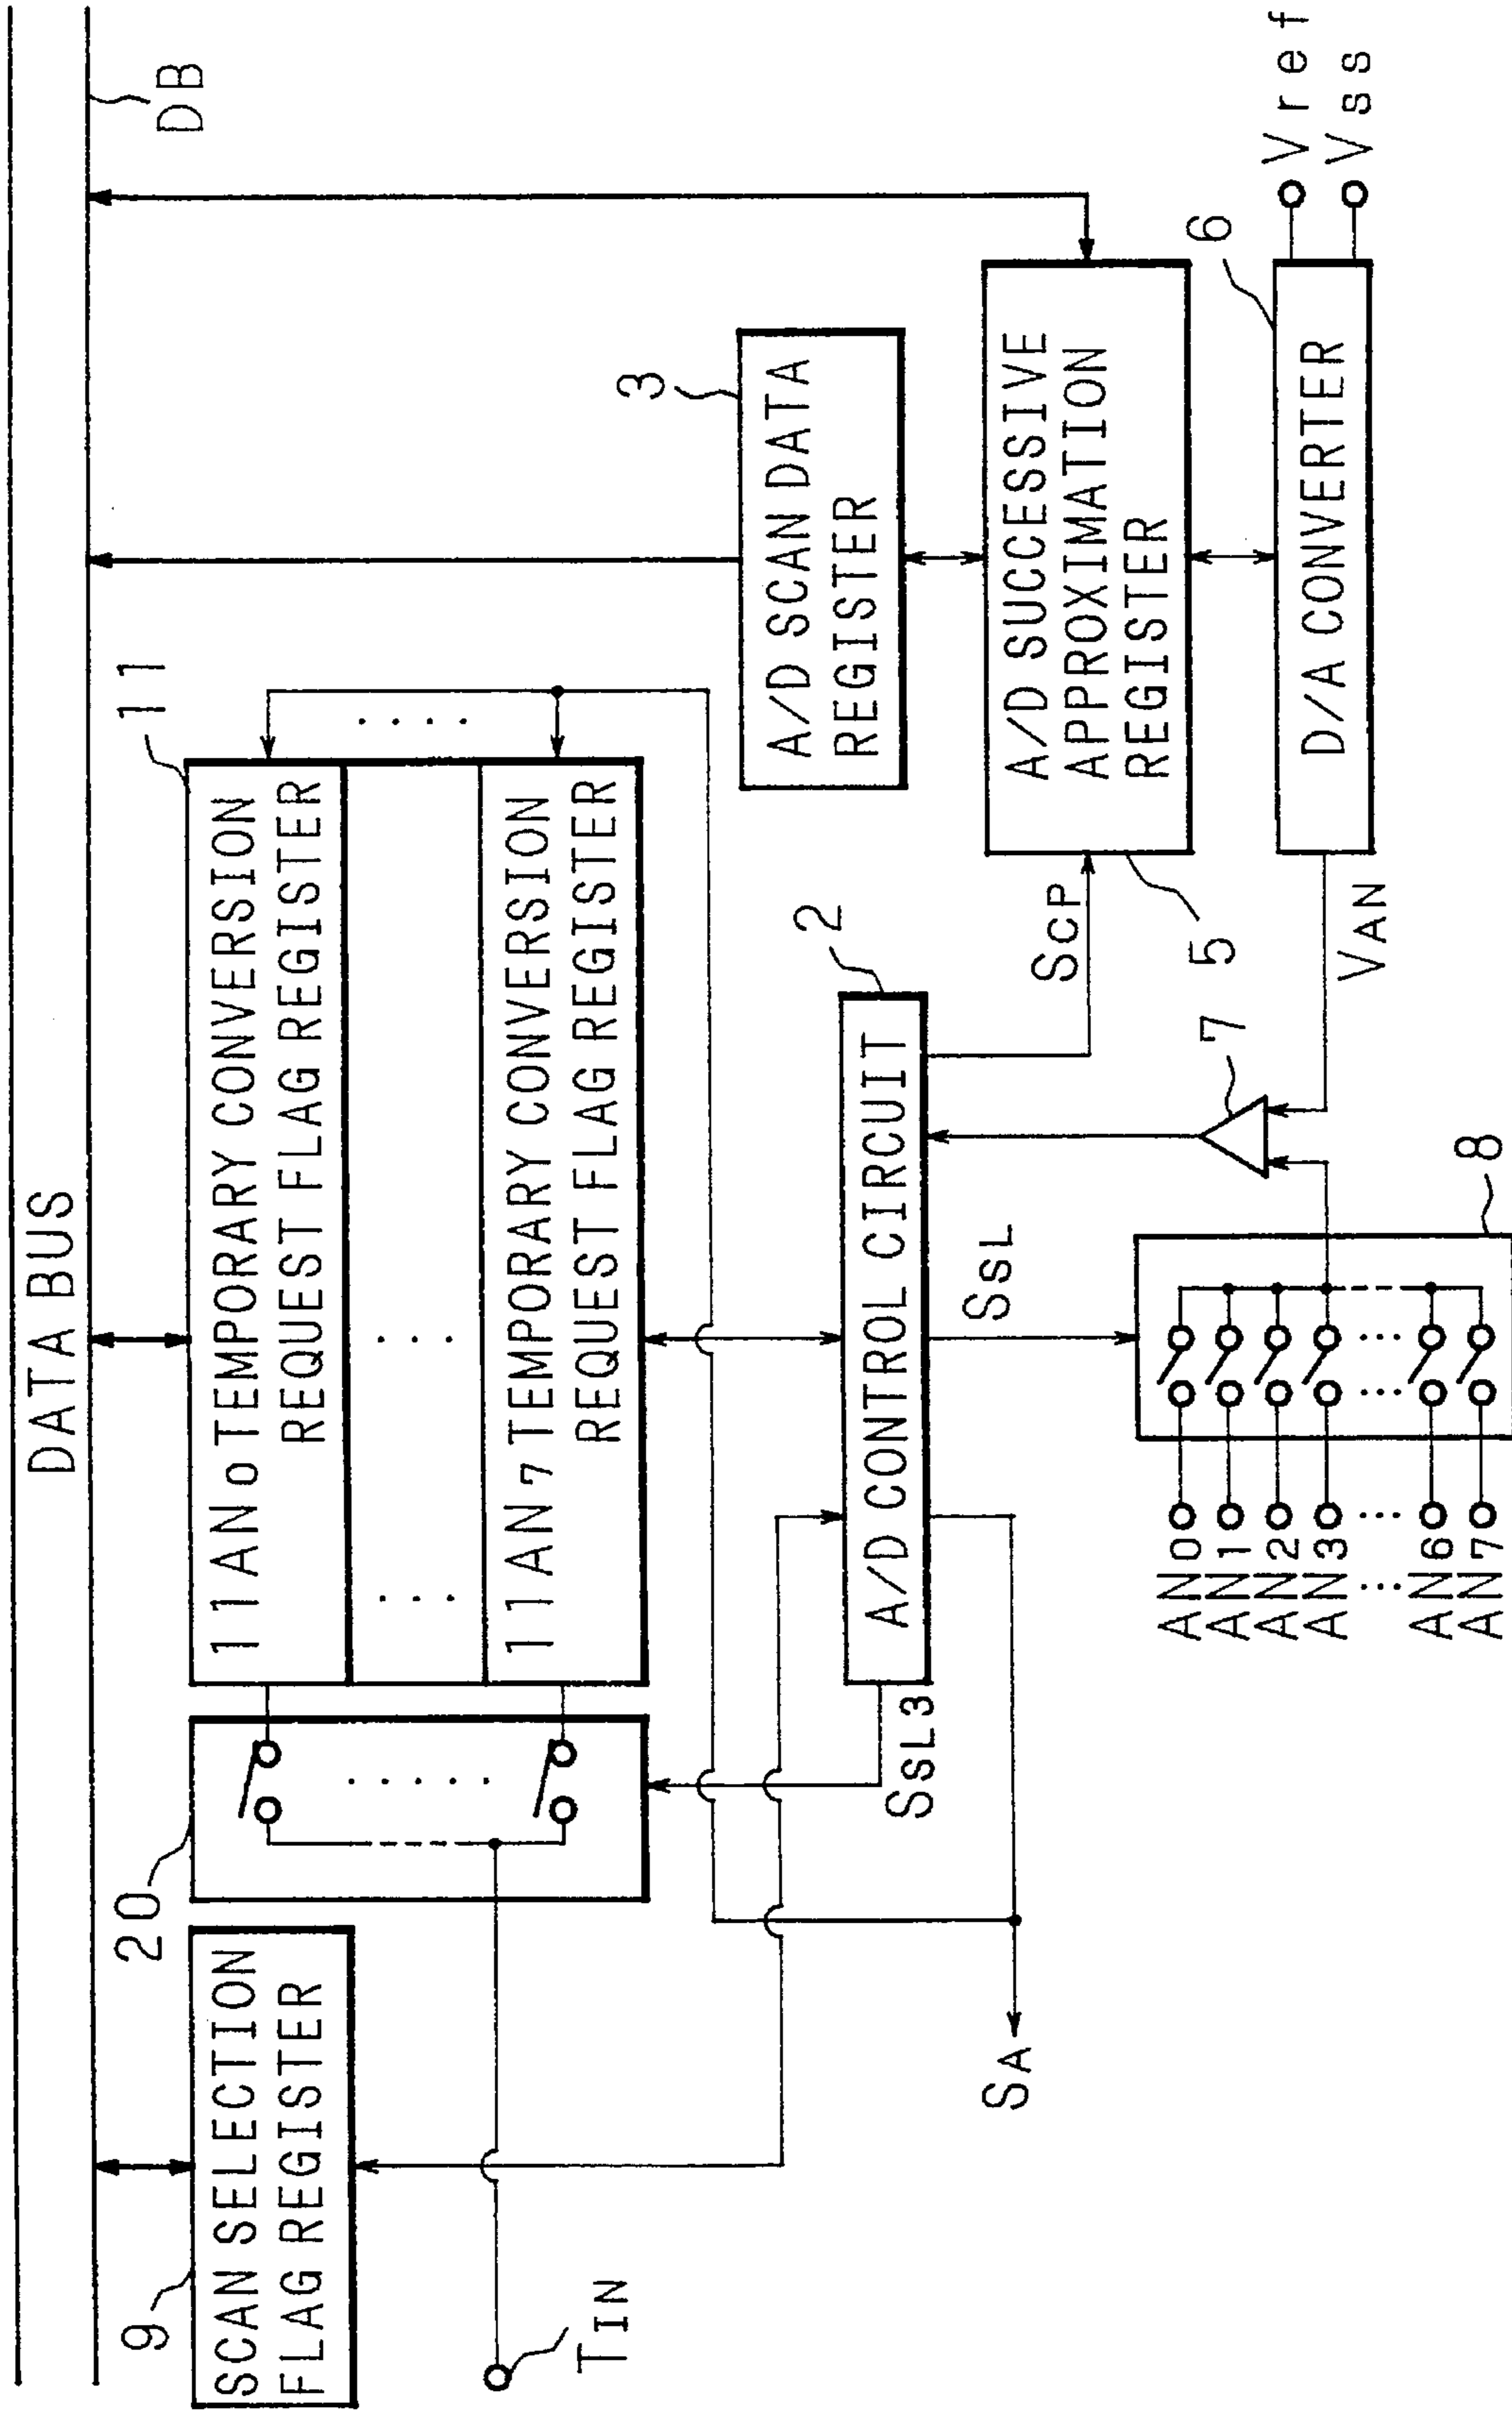 DATA BUS
DB
9
SCAN SELECTION
FLAG REGISTER
20
11
11AN0 TEMPORARY CONVERSION
REQUEST FLAG REGISTER
....
....
....
.....
11AN7 TEMPORARY CONVERSION
REQUEST FLAG REGISTER
TIN
3
A/D SCAN DATA
REGISTER
2
A/D CONTROL CIRCUIT
SSL3
SA
SSL
SCP
A/D SUCCESSIVE
APPROXIMATION
REGISTER
5
6
D/A CONVERTER
Vref
Vss
VAN
7
8
AN0
AN1
AN2
AN3
...
AN6
AN7